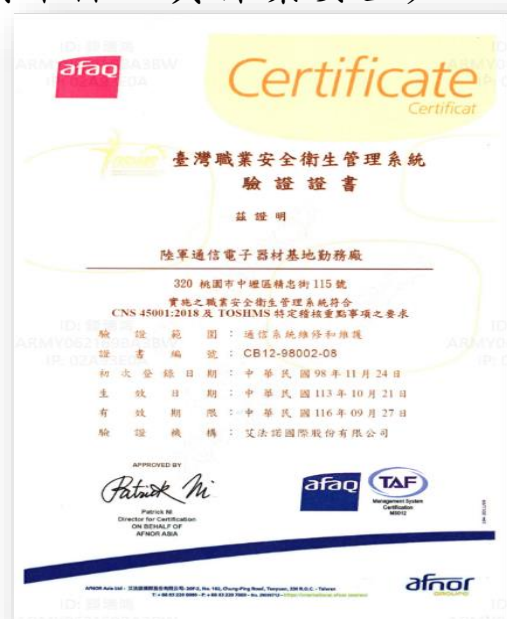 afaq
Certificate
Certificat
臺灣職業安全衛生管理系統
驗證證書
茲證明
陸軍通信電子器材基地勤務廠
320 桃園市中壢區精忠街115號
實施之職業安全衛生管理系統符合
CNS 45001:2018 及 TOSHMS 特定稽核重點事項之要求
驗證範圍：通信系統維修和維護
證書編號：CB12-98002-08
初次登錄日期：中華民國98年11月24日
生效日期：中華民國113年10月21日
有效期限：中華民國116年09月27日
驗證機構：艾法諾國際股份有限公司
APPROVED BY
Patrick Ni
Patrick Ni
Director for Certification
ON BEHALF OF
AFNOR ASIA
afaq
TAF
Management System
Certification
afnor
GROUPE